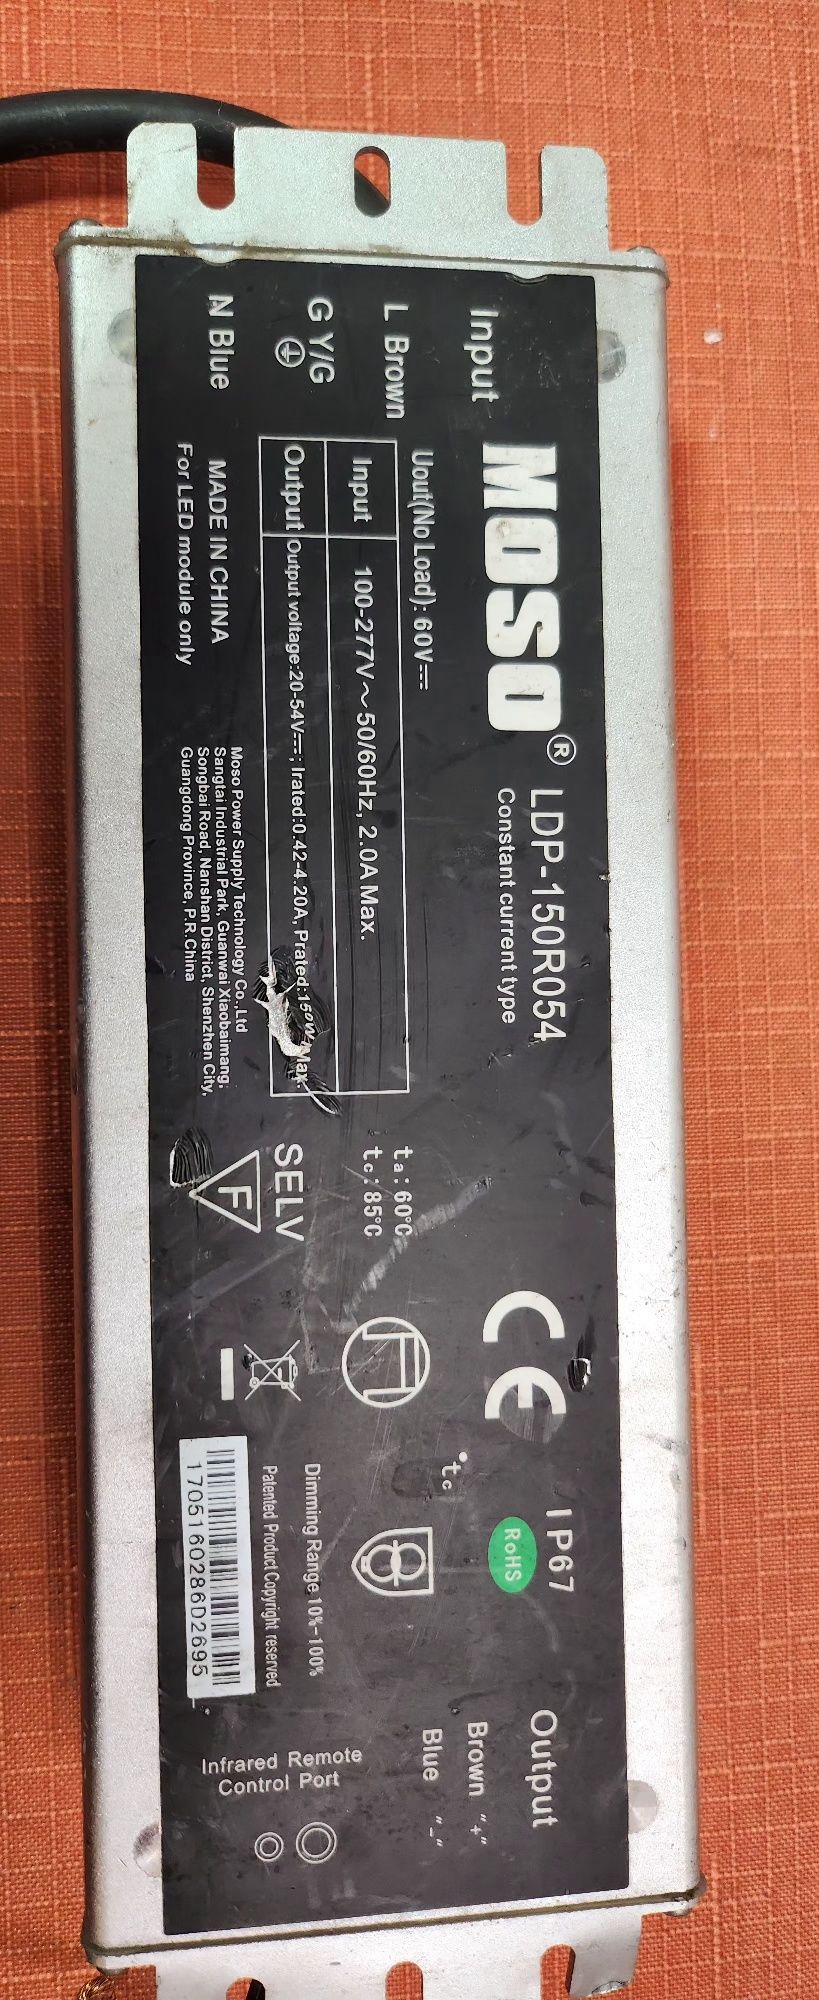 Input
L Brown
G Y/G
N Blue
MOSO® LDP-150R054
Constant current type
Uout(No Load): 60V⎓
Input 100-277V～50/60Hz, 2.0A Max.
Output Output voltage:20-54V⎓; Irated:0.42-4.20A, Prated:150W Max.
MADE IN CHINA
For LED module only
Moso Power Supply Technology Co.,Ltd
Sangtai Industrial Park, Guanwai Xiaobaimang,
Songbai Road, Nanshan District, Shenzhen City,
Guangdong Province, P.R.China
ta: 60°C
tc: 85°C
SELV
F
CE
IP67
RoHS
tc
Dimming Range 10%-100%
Patented Product Copyright reserved
1705160286D2695
Output
Brown "+"
Blue "-"
Infrared Remote
Control Port